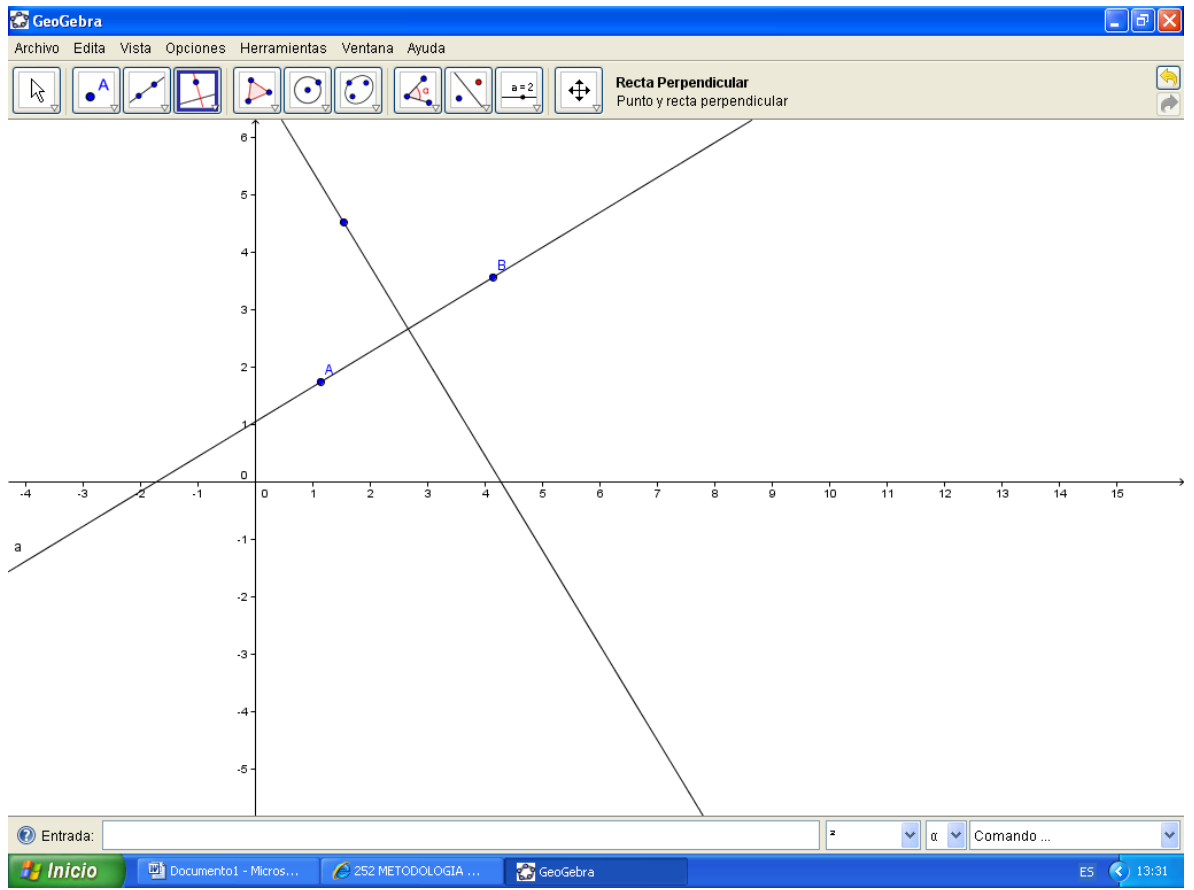 GeoGebra
Archivo Edita Vista Opciones Herramientas Ventana Ayuda
A α a=2 Recta Perpendicular
Punto y recta perpendicular
6
5
4
B
3
2
A
1
0
-4 -3 -2 -1 0 1 2 3 4 5 6 7 8 9 10 11 12 13 14 15
-1
a
-2
-3
-4
-5
Entrada: ² α Comando ...
Inicio Documento1 - Micros... 252 METODOLOGIA ... GeoGebra ES 13:31